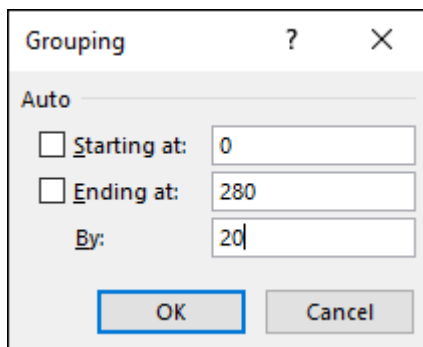 Grouping ? ×
Auto
Starting at: 0
Ending at: 280
By: 20
OK Cancel